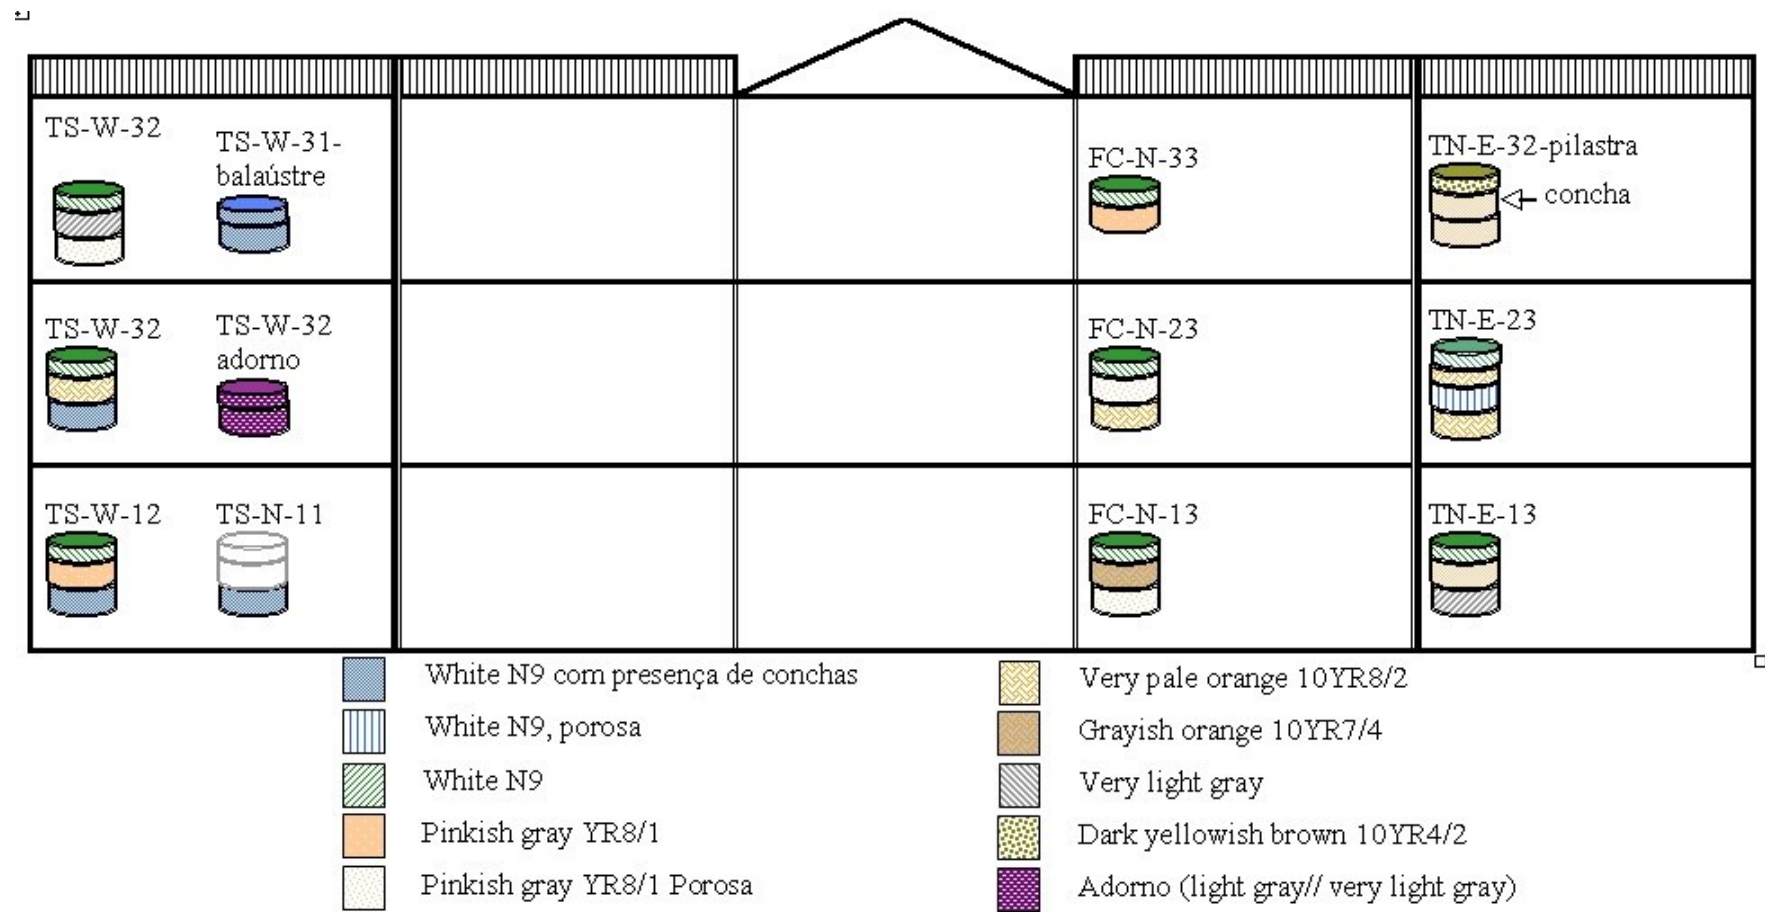 TS-W-32
TS-W-31-
balaústre
FC-N-33
TN-E-32-pilastra
concha
TS-W-32
TS-W-32
adorno
FC-N-23
TN-E-23
TS-W-12
TS-N-11
FC-N-13
TN-E-13
White N9 com presença de conchas
White N9, porosa
White N9
Pinkish gray YR8/1
Pinkish gray YR8/1 Porosa
Very pale orange 10YR8/2
Grayish orange 10YR7/4
Very light gray
Dark yellowish brown 10YR4/2
Adorno (light gray// very light gray)